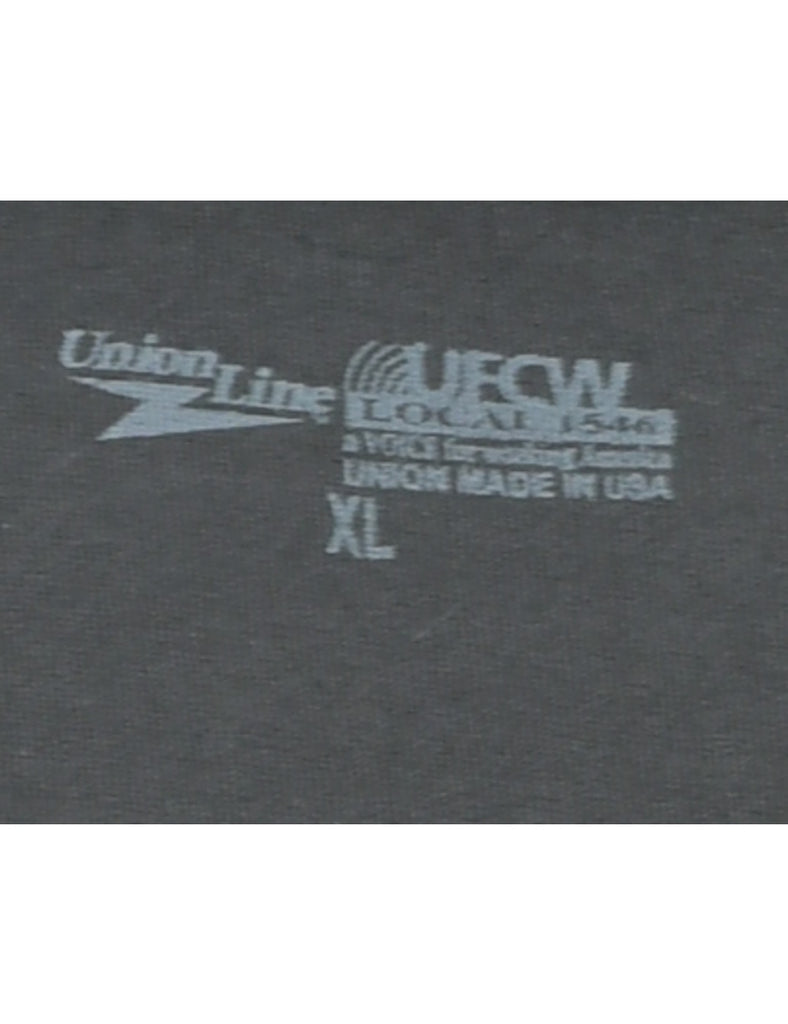 Union Line
UFCW
LOCAL 1546
a VOICE for working America
UNION MADE IN USA
XL